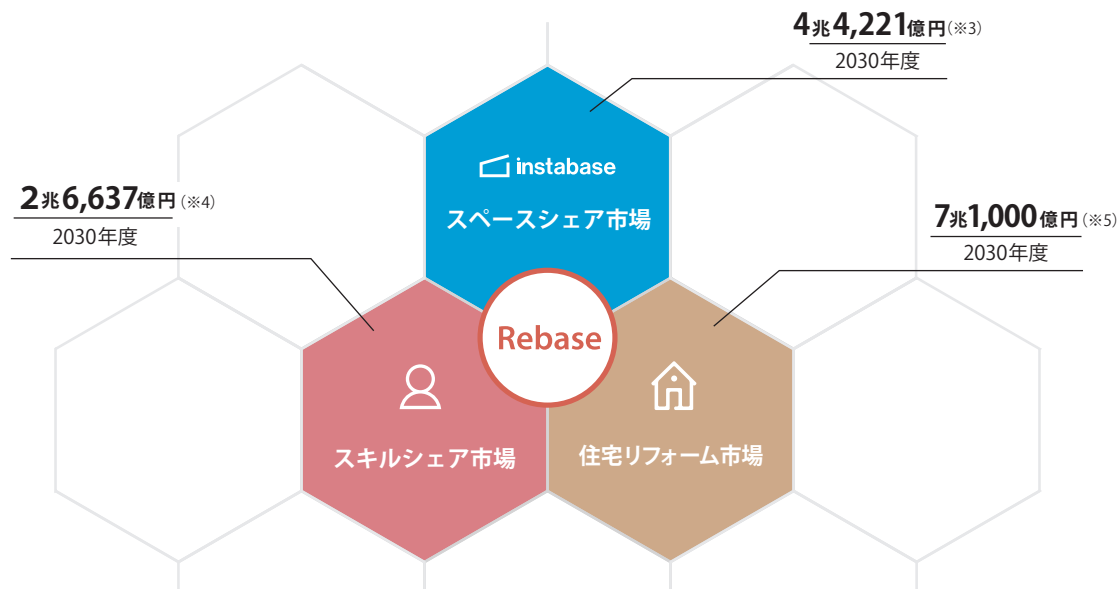 4兆4,221億円(※3)
2030年度
instabase
スペースシェア市場
2兆6,637億円(※4)
2030年度
7兆1,000億円(※5)
2030年度
Rebase
スキルシェア市場
住宅リフォーム市場